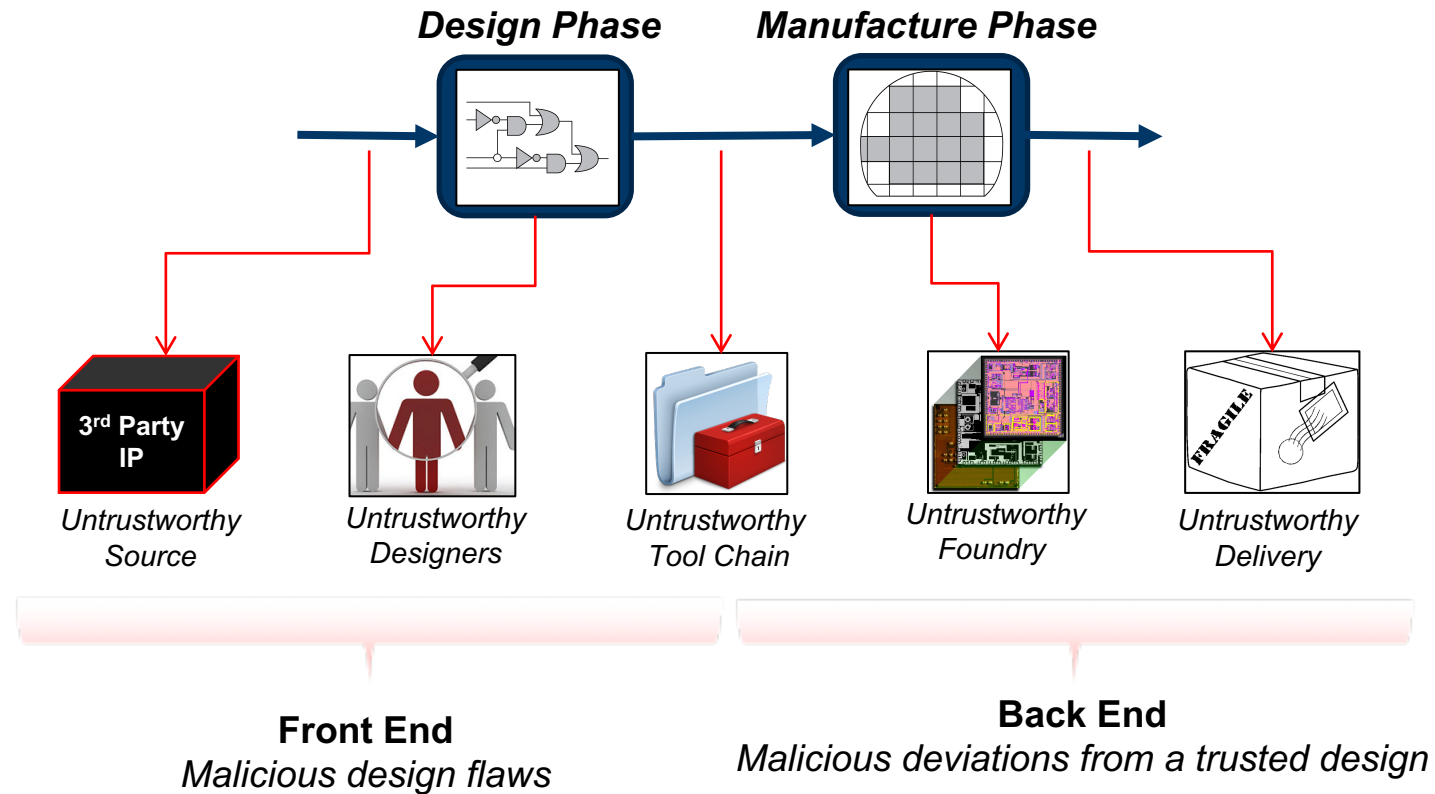 Design Phase
Manufacture Phase
3rd Party
IP
FRAGILE
Untrustworthy
Source
Untrustworthy
Designers
Untrustworthy
Tool Chain
Untrustworthy
Foundry
Untrustworthy
Delivery
Front End
Malicious design flaws
Back End
Malicious deviations from a trusted design